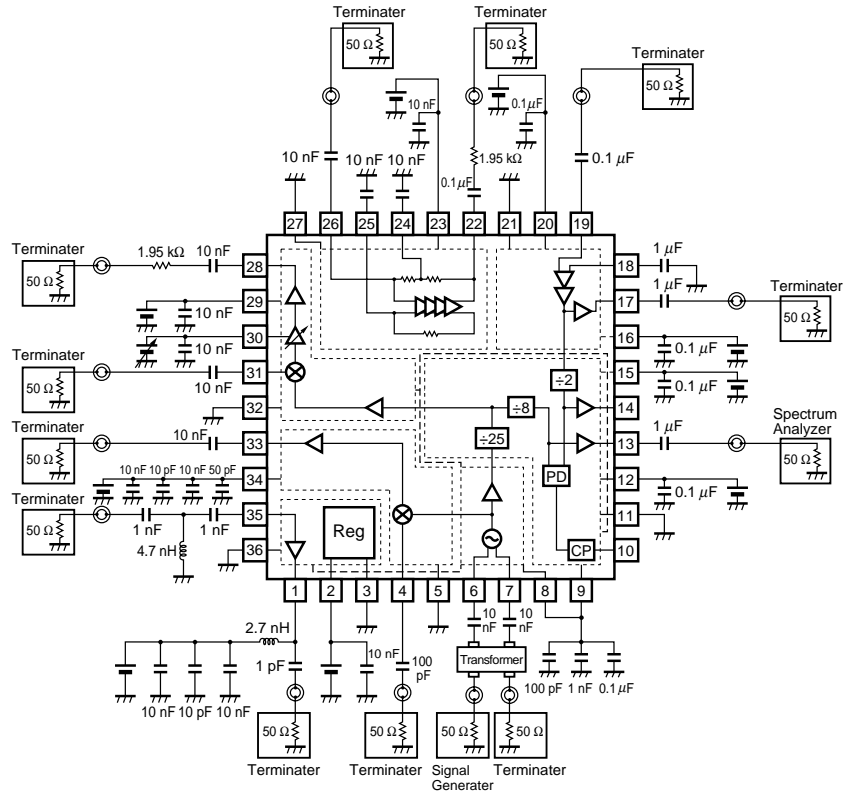 Terminater Terminater
50 Ω 50 Ω Terminater
50 Ω
10 nF 0.1 μF
10 nF 10 nF 10 nF 0.1 μF 1.95 kΩ 0.1 μF
27 26 25 24 23 22 21 20 19
Terminater 1.95 kΩ 10 nF 28 18 1 μF
50 Ω
29 10 nF 17 1 μF Terminater
50 Ω
30 10 nF 16 0.1 μF
Terminater
50 Ω 10 nF 31 15 0.1 μF
÷2
32 ÷8 14
Terminater Spectrum
Analyzer
50 Ω 10 nF 33 ÷25 13 1 μF 50 Ω
Terminater 10 nF 10 pF 10 nF 50 pF 34 PD 12 0.1 μF
50 Ω 1 nF 1 nF 35 Reg 11
4.7 nH 36 CP 10
1 2 3 4 5 6 7 8 9
2.7 nH 10 nF 10 nF
1 pF 10 nF 100 pF Transformer
10 nF 10 pF 10 nF 100 pF 1 nF 0.1 μF
50 Ω 50 Ω 50 Ω 50 Ω
Terminater Terminater Signal Generater Terminater